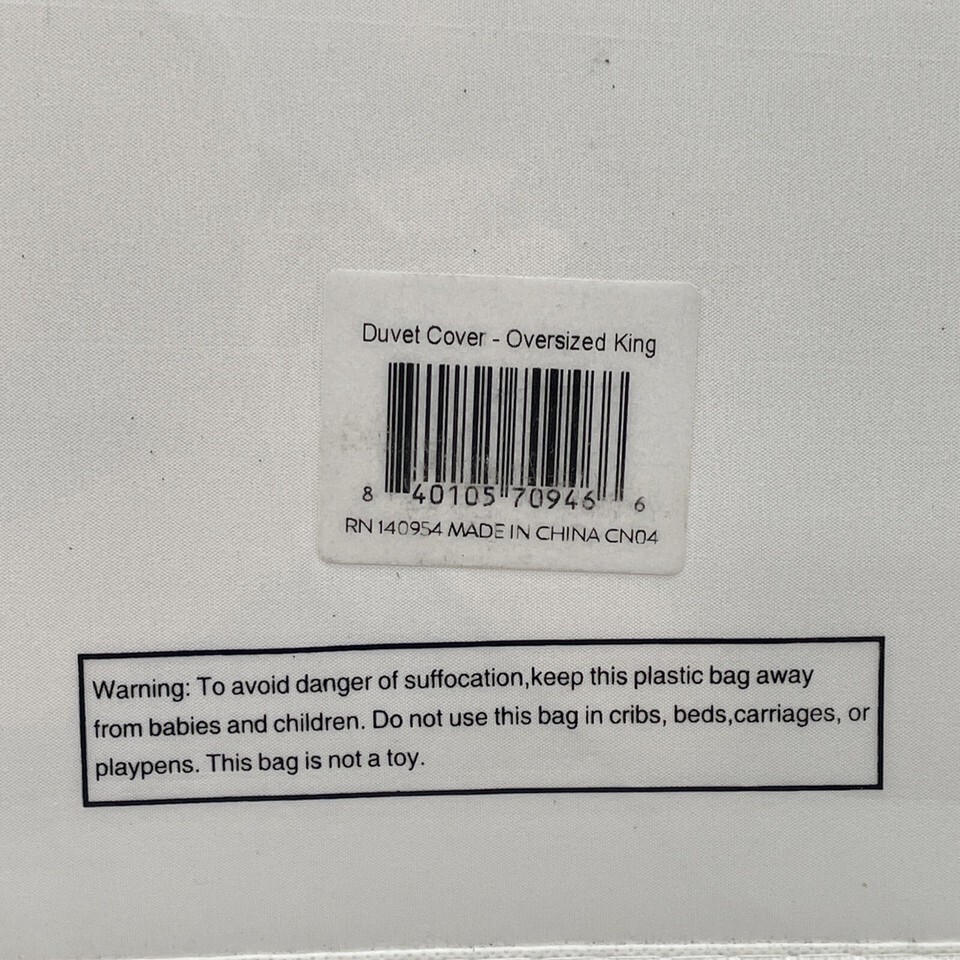 Duvet Cover - Oversized King
8 40105 70946 6
RN 140954 MADE IN CHINA CN04
Warning: To avoid danger of suffocation,keep this plastic bag away
from babies and children. Do not use this bag in cribs, beds,carriages, or
playpens. This bag is not a toy.